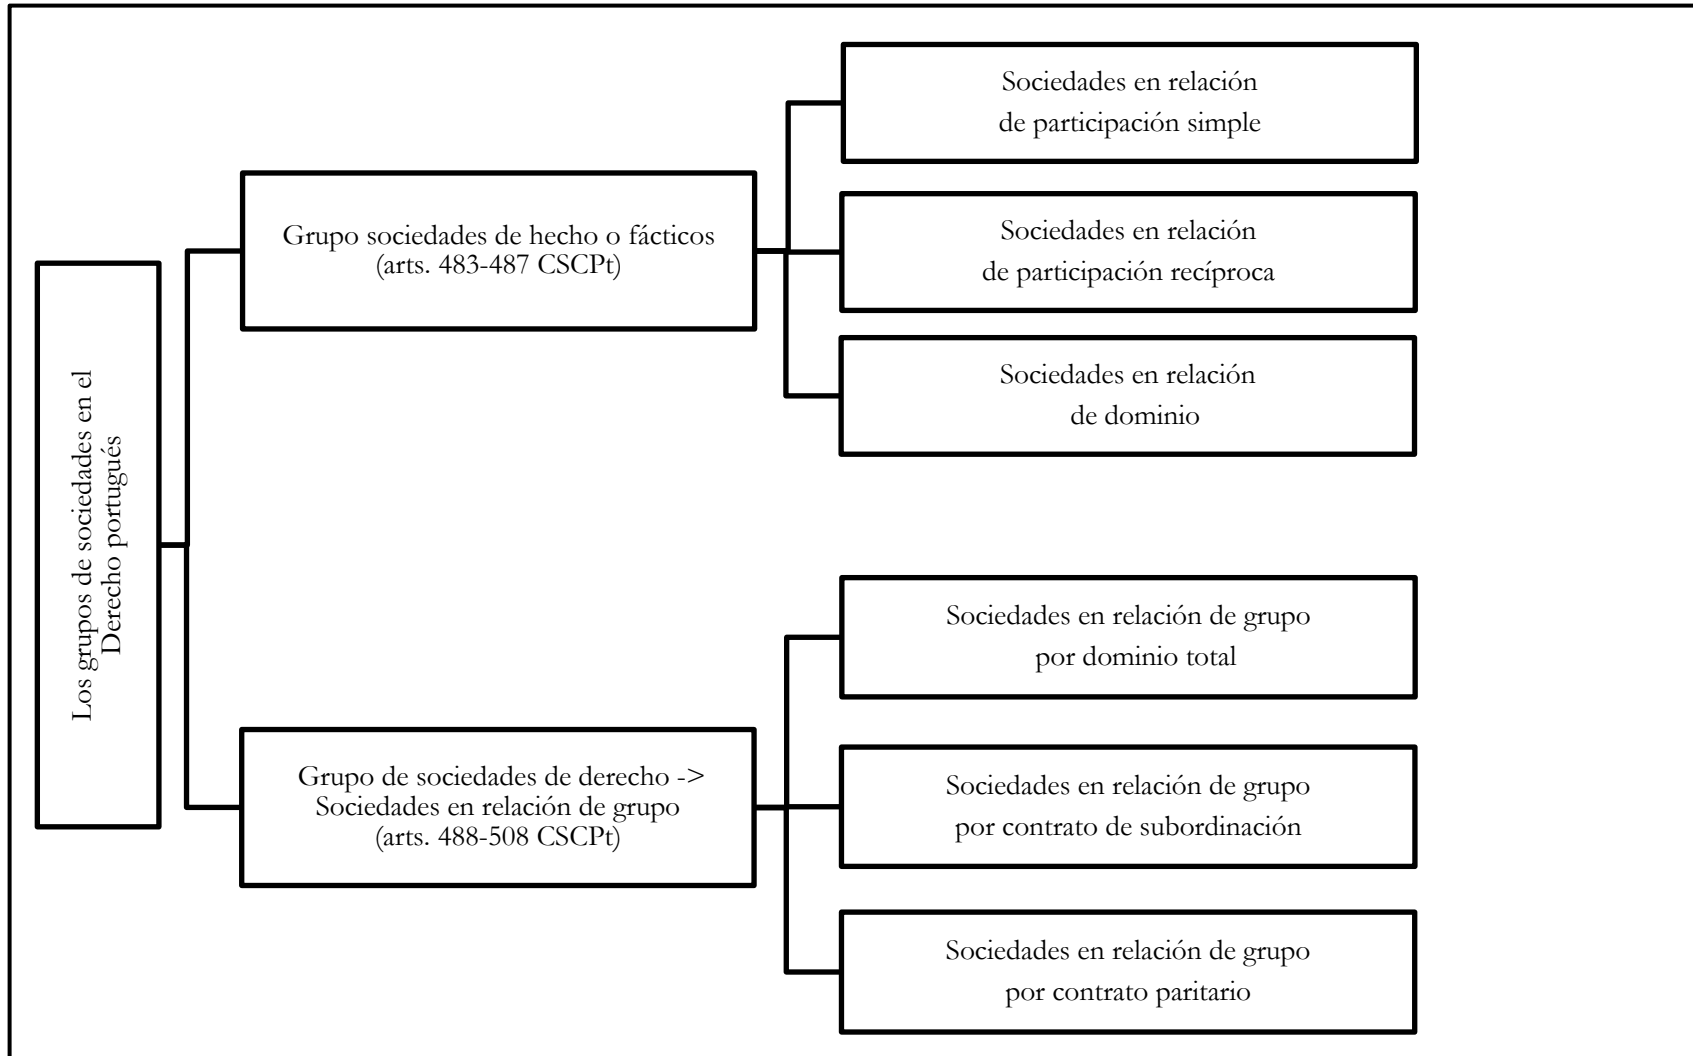 Los grupos de sociedades en el
Derecho portugués
Grupo sociedades de hecho o fácticos
(arts. 483-487 CSCPt)
Sociedades en relación
de participación simple
Sociedades en relación
de participación recíproca
Sociedades en relación
de dominio
Grupo de sociedades de derecho ->
Sociedades en relación de grupo
(arts. 488-508 CSCPt)
Sociedades en relación de grupo
por dominio total
Sociedades en relación de grupo
por contrato de subordinación
Sociedades en relación de grupo
por contrato paritario